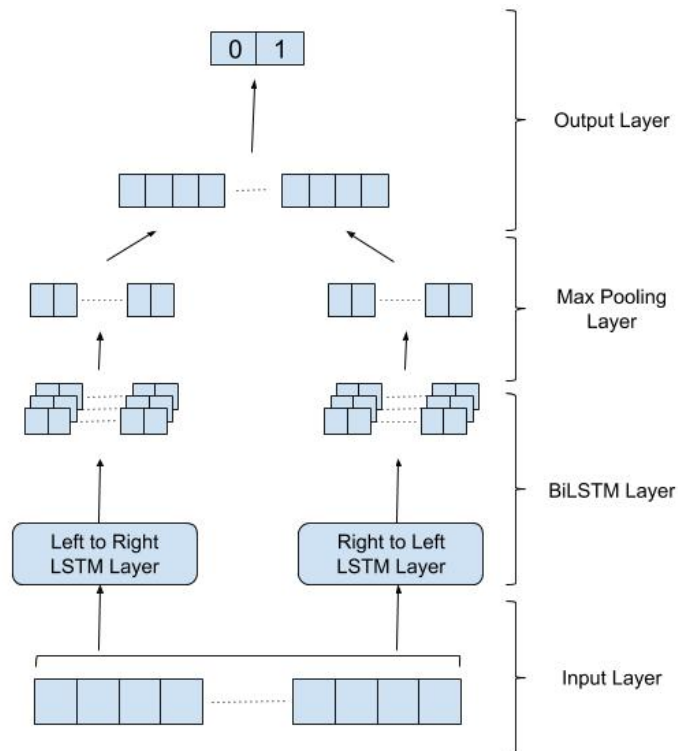 0 1
Output Layer
Max Pooling
Layer
BiLSTM Layer
Left to Right
LSTM Layer
Right to Left
LSTM Layer
Input Layer